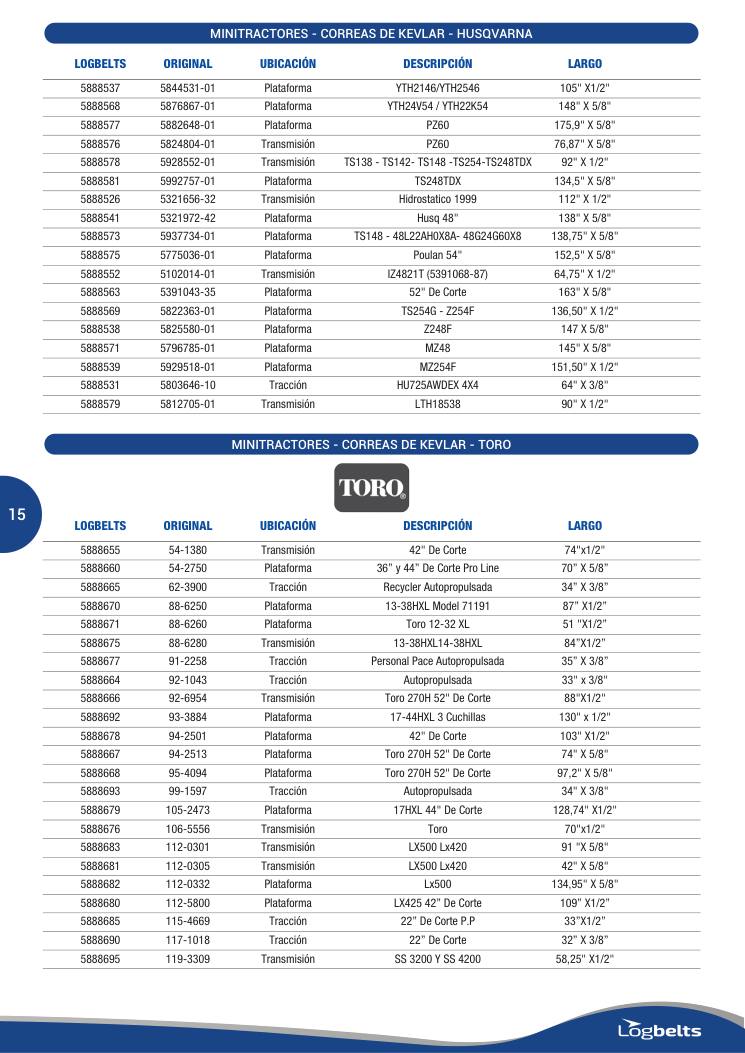 MINITRACTORES - CORREAS DE KEVLAR - HUSQVARNA
LOGBELTS ORIGINAL UBICACIÓN DESCRIPCIÓN LARGO
5888537 5844531-01 Plataforma YTH2146/YTH2546 105" X1/2"
5888568 5876867-01 Plataforma YTH24V54 / YTH22K54 148" X 5/8"
5888577 5882648-01 Plataforma PZ60 175,9" X 5/8"
5888576 5824804-01 Transmisión PZ60 76,87" X 5/8"
5888578 5928552-01 Transmisión TS138 - TS142- TS148 -TS254-TS248TDX 92" X 1/2"
5888581 5992757-01 Plataforma TS248TDX 134,5" X 5/8"
5888526 5321656-32 Transmisión Hidrostatico 1999 112" X 1/2"
5888541 5321972-42 Plataforma Husq 48" 138" X 5/8"
5888573 5937734-01 Plataforma TS148 - 48L22AH0X8A- 48G24G60X8 138,75" X 5/8"
5888575 5775036-01 Plataforma Poulan 54" 152,5" X 5/8"
5888552 5102014-01 Transmisión IZ4821T (5391068-87) 64,75" X 1/2"
5888563 5391043-35 Plataforma 52" De Corte 163" X 5/8"
5888569 5822363-01 Plataforma TS254G - Z254F 136,50" X 1/2"
5888538 5825580-01 Plataforma Z248F 147 X 5/8"
5888571 5796785-01 Plataforma MZ48 145" X 5/8"
5888539 5929518-01 Plataforma MZ254F 151,50" X 1/2"
5888531 5803646-10 Tracción HU725AWDEX 4X4 64" X 3/8"
5888579 5812705-01 Transmisión LTH18538 90" X 1/2"
MINITRACTORES - CORREAS DE KEVLAR - TORO
TORO®
15
LOGBELTS ORIGINAL UBICACIÓN DESCRIPCIÓN LARGO
5888655 54-1380 Transmisión 42" De Corte 74"x1/2"
5888660 54-2750 Plataforma 36" y 44” De Corte Pro Line 70” X 5/8"
5888665 62-3900 Tracción Recycler Autopropulsada 34” X 3/8”
5888670 88-6250 Plataforma 13-38HXL Model 71191 87” X1/2”
5888671 88-6260 Plataforma Toro 12-32 XL 51 "X1/2”
5888675 88-6280 Transmisión 13-38HXL14-38HXL 84”X1/2”
5888677 91-2258 Tracción Personal Pace Autopropulsada 35” X 3/8”
5888664 92-1043 Tracción Autopropulsada 33" x 3/8"
5888666 92-6954 Transmisión Toro 270H 52" De Corte 88"X1/2"
5888692 93-3884 Plataforma 17-44HXL 3 Cuchillas 130" x 1/2"
5888678 94-2501 Plataforma 42" De Corte 103" X1/2"
5888667 94-2513 Plataforma Toro 270H 52" De Corte 74" X 5/8"
5888668 95-4094 Plataforma Toro 270H 52" De Corte 97,2" X 5/8"
5888693 99-1597 Tracción Autopropulsada 34" X 3/8"
5888679 105-2473 Plataforma 17HXL 44" De Corte 128,74" X1/2"
5888676 106-5556 Transmisión Toro 70"x1/2"
5888683 112-0301 Transmisión LX500 Lx420 91 "X 5/8"
5888681 112-0305 Transmisión LX500 Lx420 42" X 5/8"
5888682 112-0332 Plataforma Lx500 134,95" X 5/8"
5888680 112-5800 Plataforma LX425 42” De Corte 109" X1/2”
5888685 115-4669 Tracción 22” De Corte P.P 33”X1/2”
5888690 117-1018 Tracción 22” De Corte 32” X 3/8”
5888695 119-3309 Transmisión SS 3200 Y SS 4200 58,25" X1/2"
Logbelts